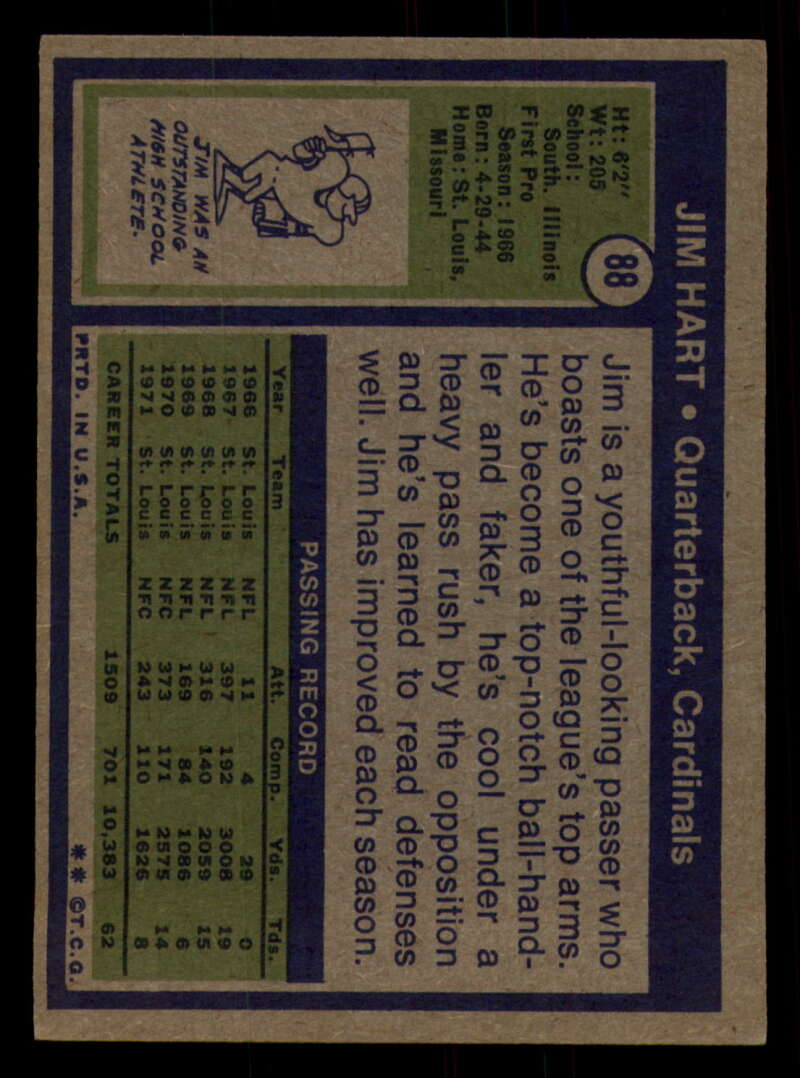 JIM HART • Quarterback, Cardinals
88
Ht: 6'2"
Wt: 205
School:
South. Illinois
First Pro
Season: 1966
Born: 4-29-44
Home: St. Louis,
Missouri
JIM WAS AN
OUTSTANDING
HIGH SCHOOL
ATHLETE.
Jim is a youthful-looking passer who
boasts one of the league's top arms.
He's become a top-notch ball-hand-
ler and faker, he's cool under a
heavy pass rush by the opposition
and he's learned to read defenses
well. Jim has improved each season.
PASSING RECORD
Year Team Att. Comp. Yds. Tds.
1966 St. Louis NFL 11 4 29 0
1967 St. Louis NFL 397 192 3008 19
1968 St. Louis NFL 316 140 2059 15
1969 St. Louis NFL 169 84 1086 6
1970 St. Louis NFC 373 171 2575 14
1971 St. Louis NFC 243 110 1626 8
CAREER TOTALS 1509 701 10,383 62
PRTD. IN U.S.A. ** ©T.C.G.